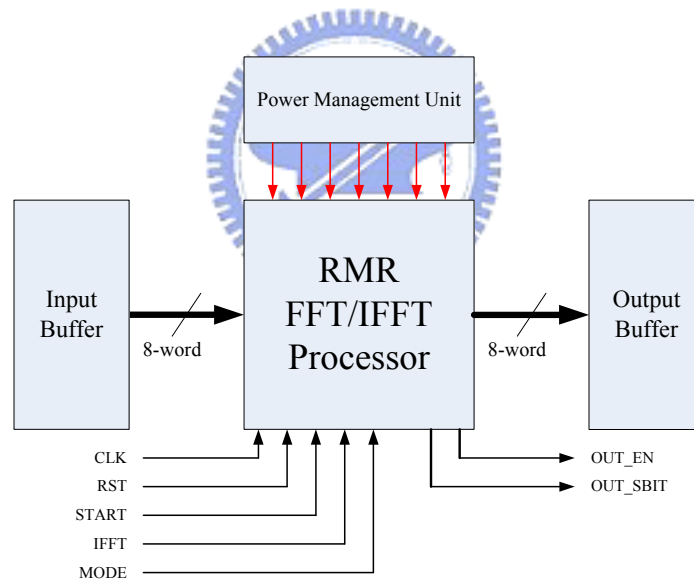 Power Management Unit
Input
Buffer
8-word
RMR
FFT/IFFT
Processor
8-word
Output
Buffer
CLK
RST
START
IFFT
MODE
OUT_EN
OUT_SBIT